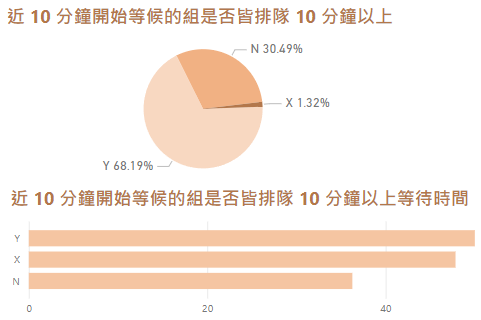 近 10 分鐘開始等候的組是否皆排隊 10 分鐘以上
N 30.49%
X 1.32%
Y 68.19%
近 10 分鐘開始等候的組是否皆排隊 10 分鐘以上等待時間
Y
X
N
0 20 40